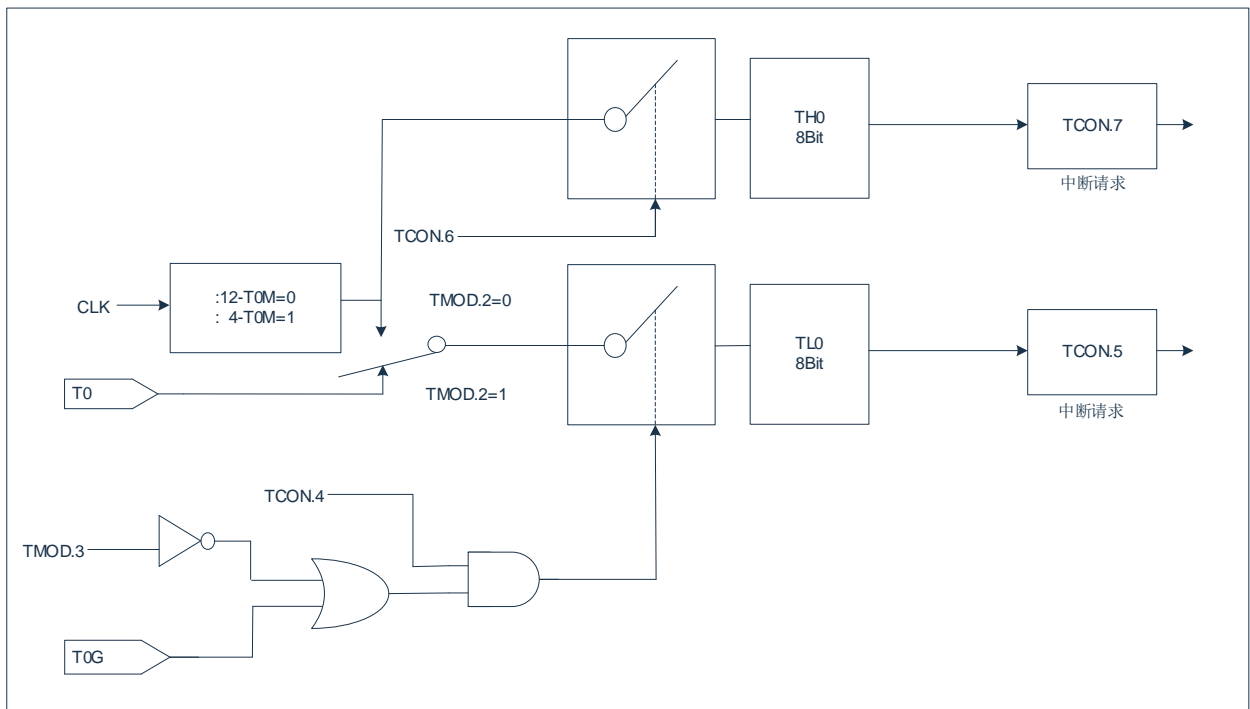 TH0
8Bit
TCON.7
中断请求
TCON.6
CLK
:12-T0M=0
: 4-T0M=1
TMOD.2=0
TL0
8Bit
TCON.5
中断请求
T0
TMOD.2=1
TCON.4
TMOD.3
T0G